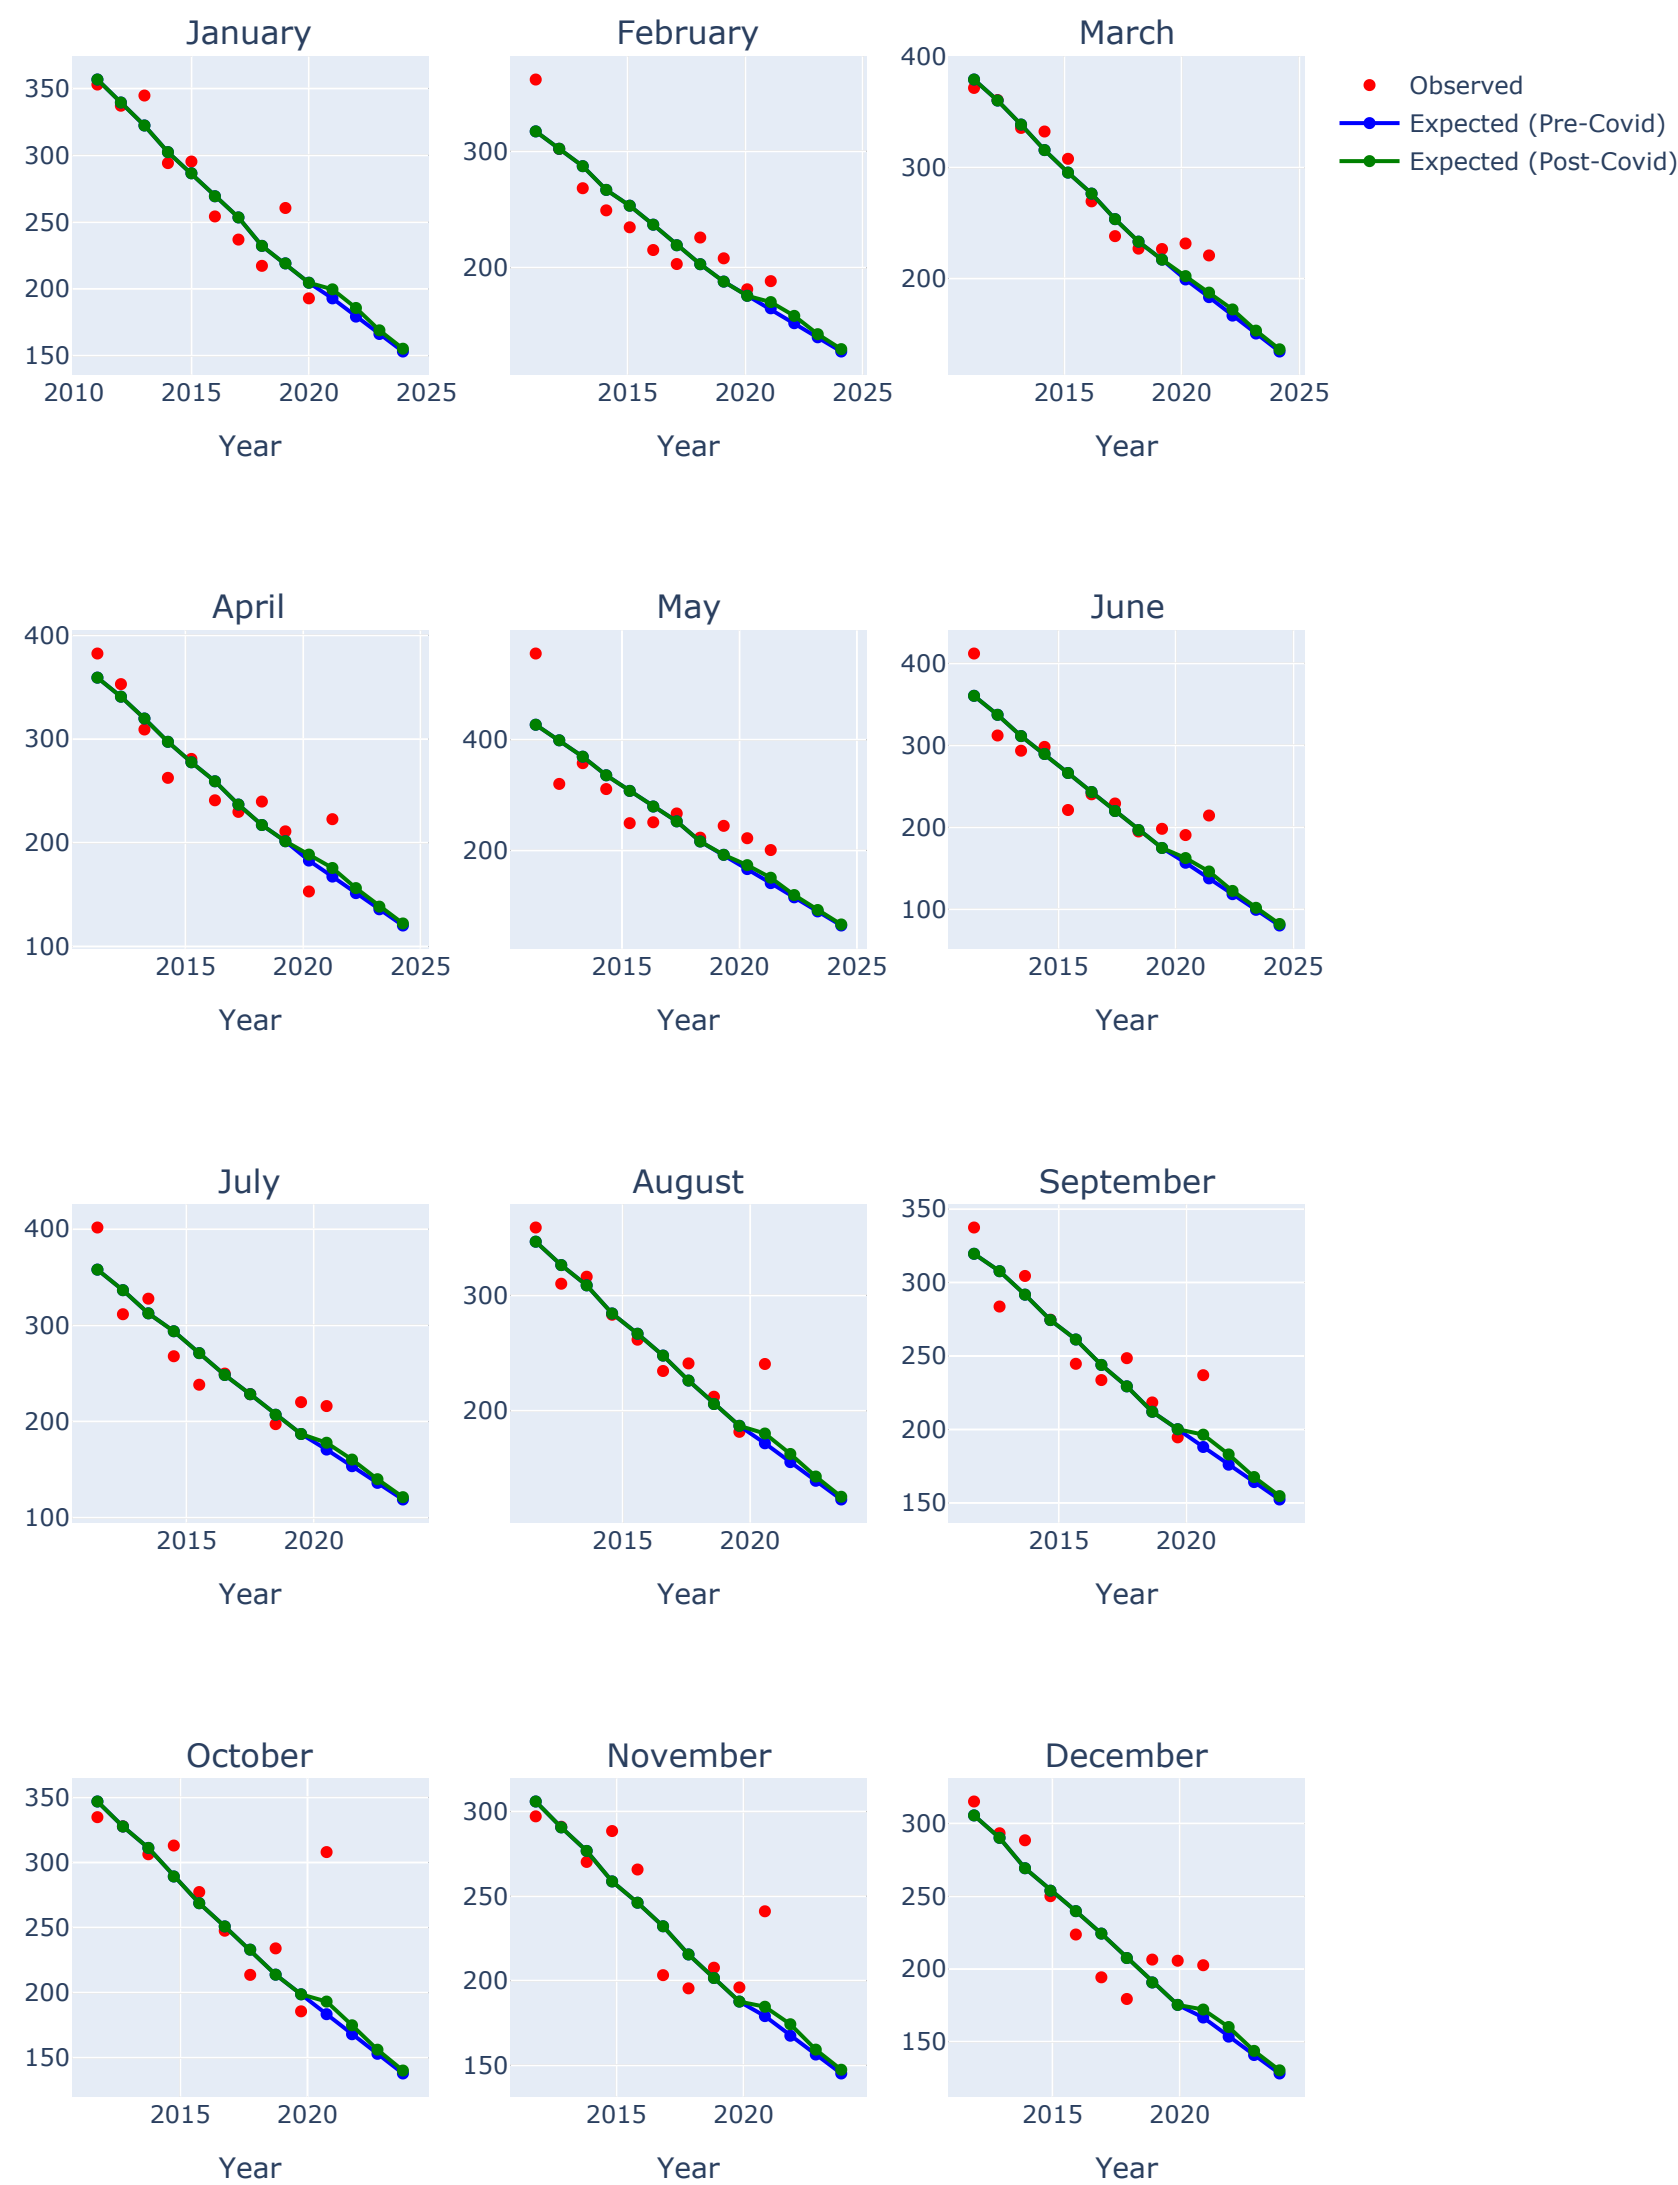 January February March
400
350
300
250
200
150
2010 2015 2020 2025
Year
300
200
2015 2020 2025
Year
300
200
2015 2020 2025
Year
Observed
Expected (Pre-Covid)
Expected (Post-Covid)
April May June
400
300
200
100
2015 2020 2025
Year
400
200
2015 2020 2025
Year
400
300
200
100
2015 2020 2025
Year
July August September
400
300
200
100
2015 2020
Year
300
200
2015 2020
Year
350
300
250
200
150
2015 2020
Year
October November December
350
300
250
200
150
2015 2020
Year
300
250
200
150
2015 2020
Year
300
250
200
150
2015 2020
Year